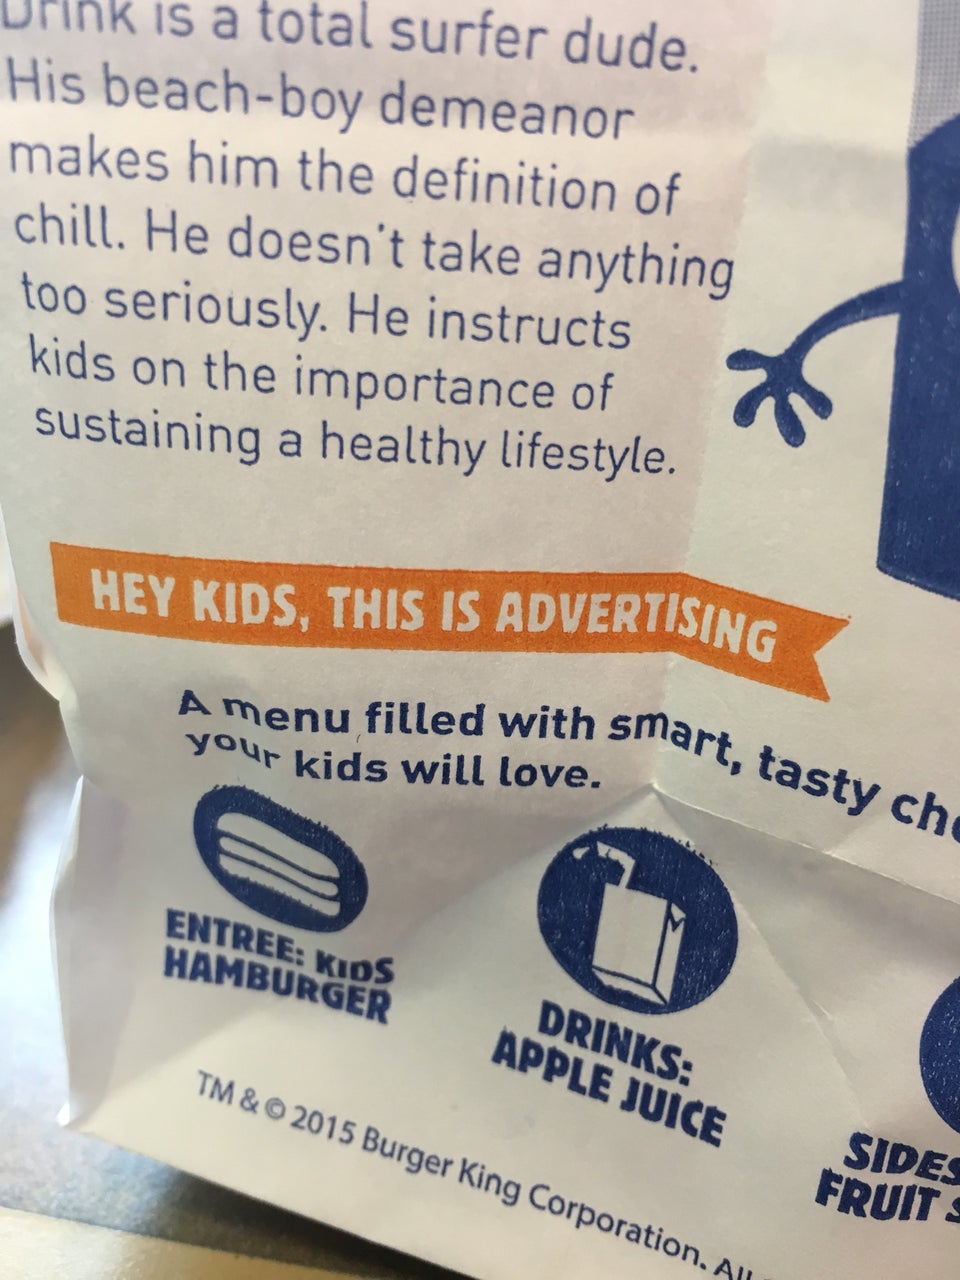 Drink is a total surfer dude.
His beach-boy demeanor
makes him the definition of
chill. He doesn't take anything
too seriously. He instructs
kids on the importance of
sustaining a healthy lifestyle.
HEY KIDS, THIS IS ADVERTISING
A menu filled with smart, tasty
your kids will love.
ENTREE: KIDS
HAMBURGER
DRINKS:
APPLE JUICE
SIDES
FRUIT
TM & © 2015 Burger King Corporation.